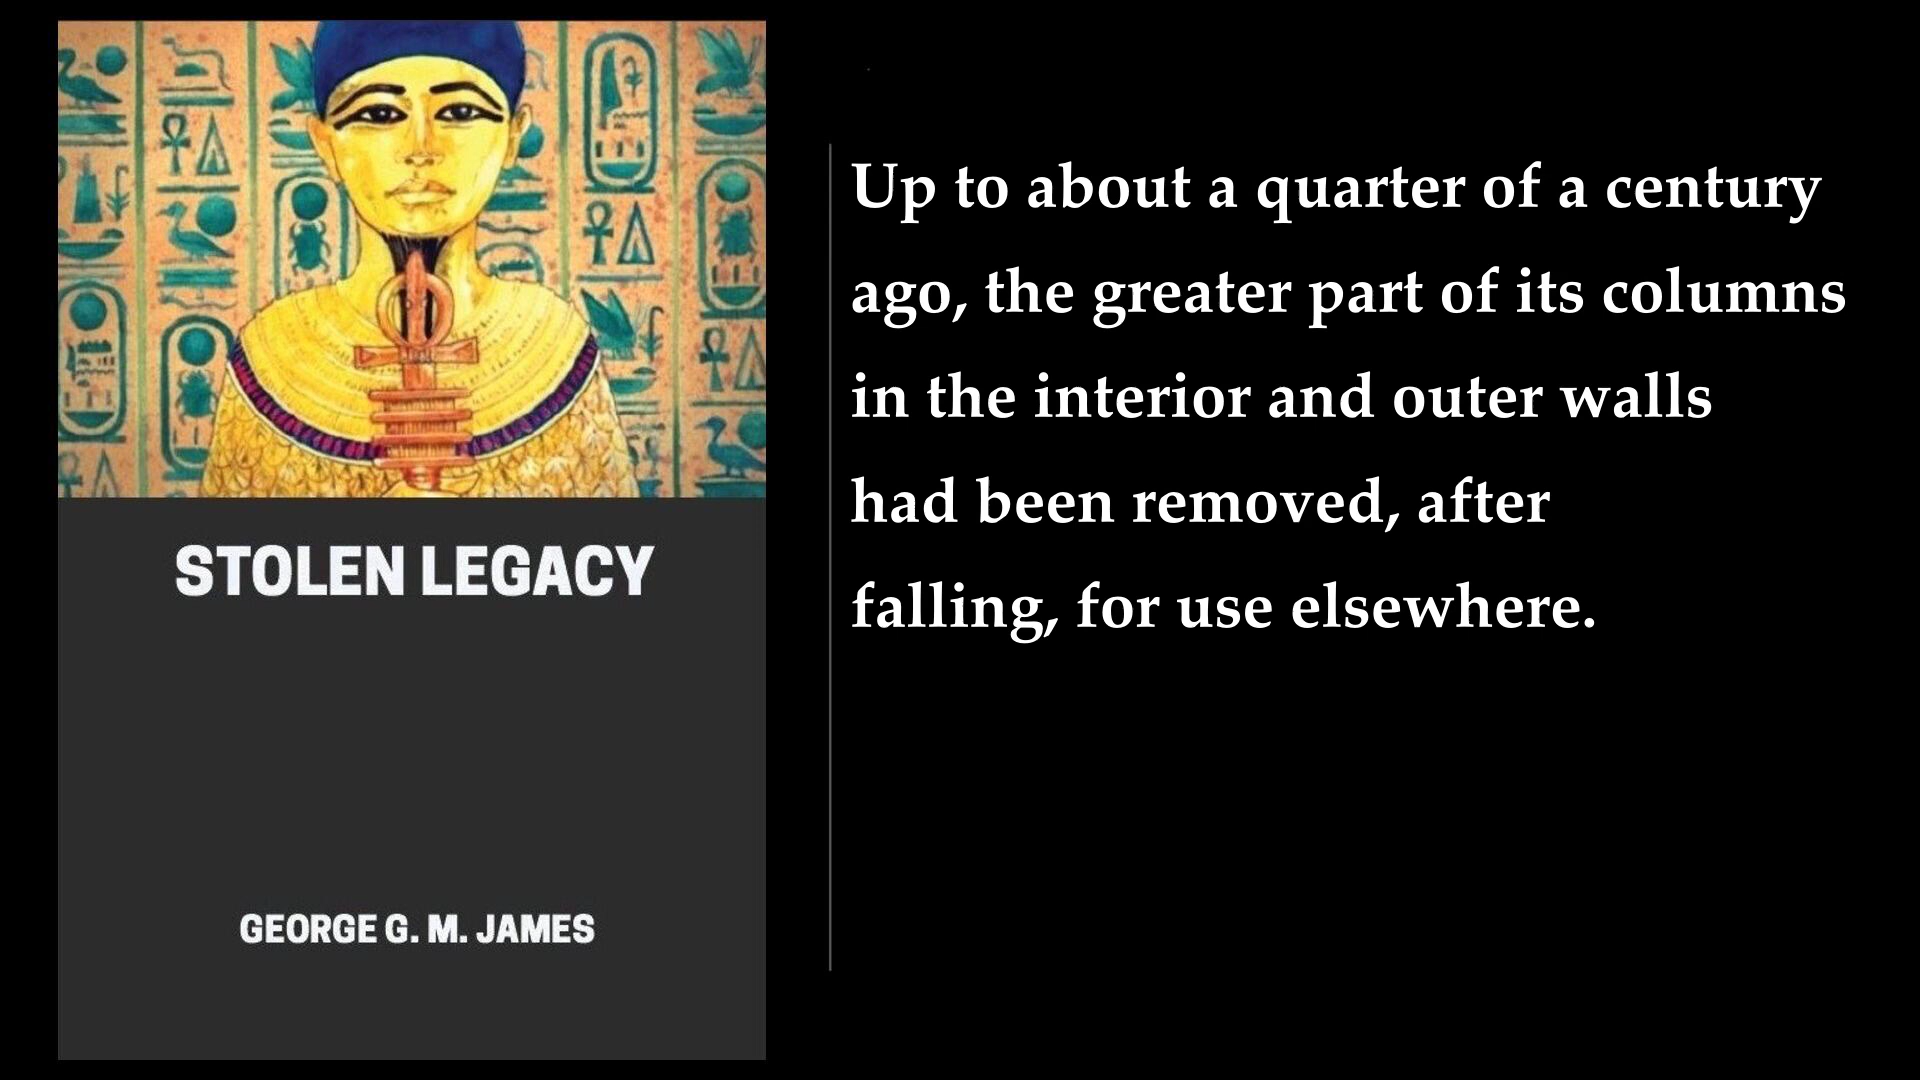 STOLEN LEGACY
GEORGE G. M. JAMES
Up to about a quarter of a century
ago, the greater part of its columns
in the interior and outer walls
had been removed, after
falling, for use elsewhere.